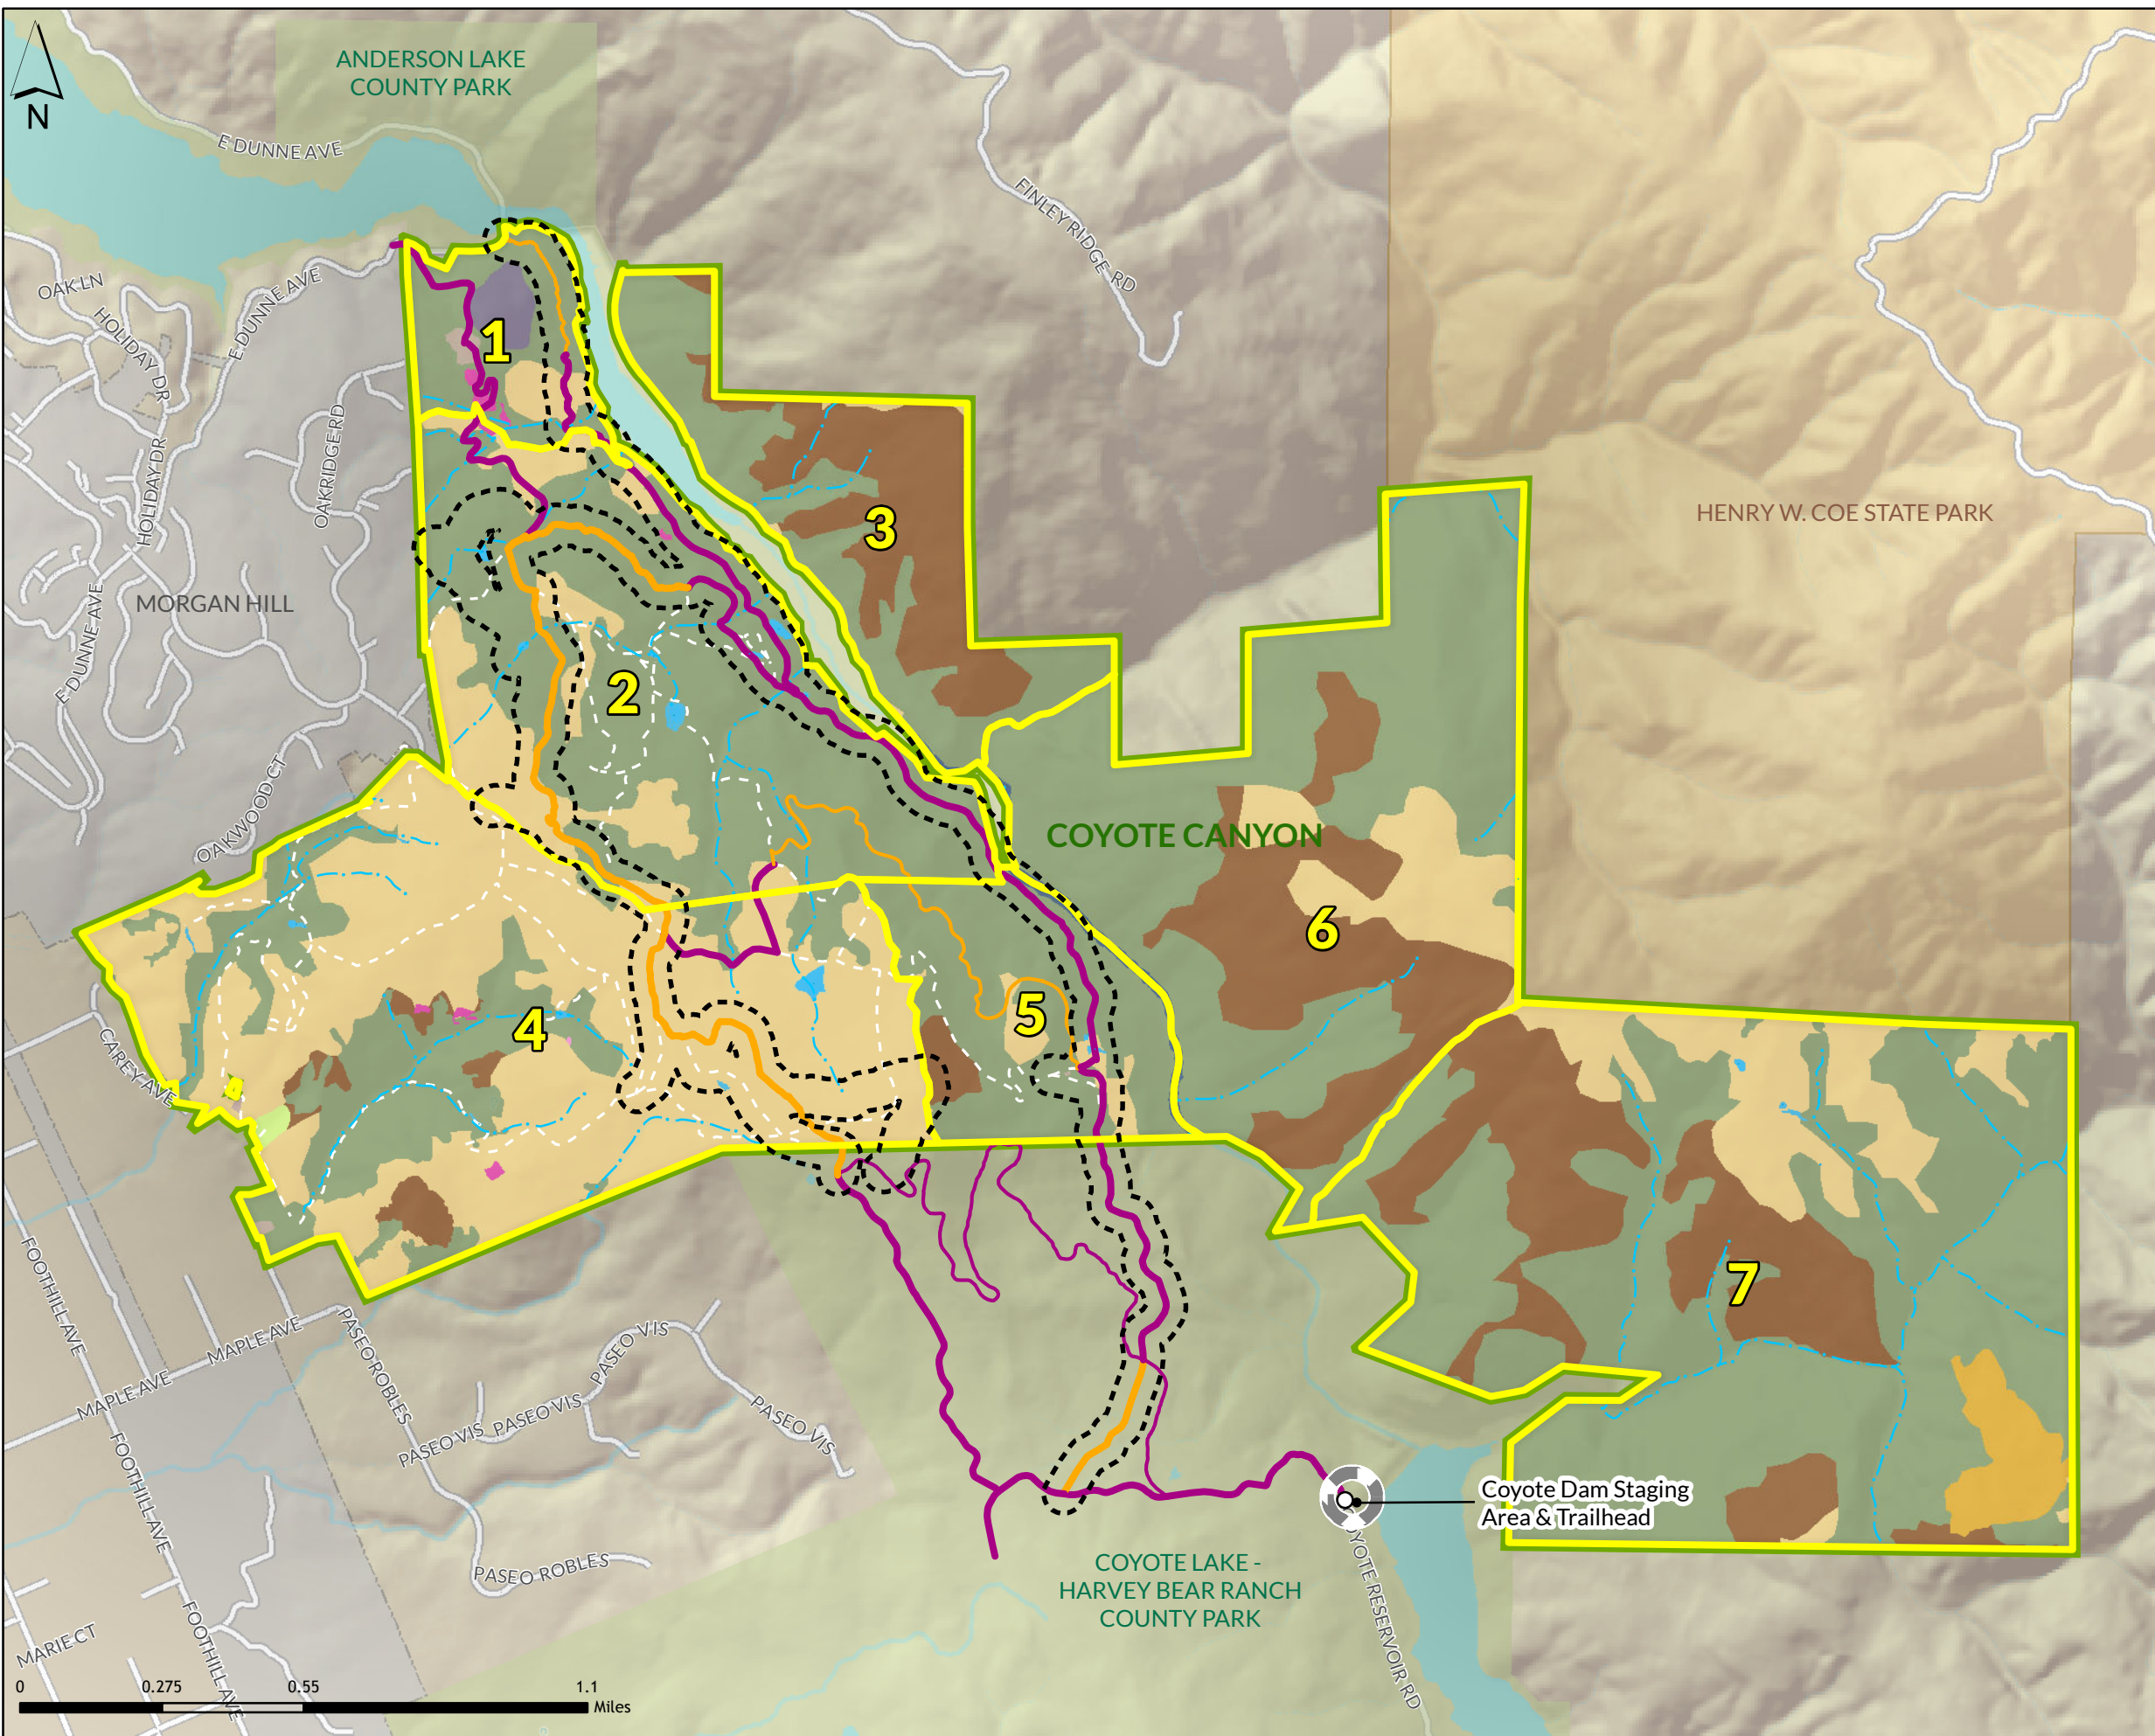 ANDERSON LAKE
COUNTY PARK
N
E DUNNE AVE
FINLEY RIDGE RD
OAK LN
HOLIDAY DR
E DUNNE AVE
1
OAKRIDGE RD
HOLIDAY DR
3
HENRY W. COE STATE PARK
MORGAN HILL
E DUNNE AVE
2
OAKWOOD CT
COYOTE CANYON
6
5
4
CAREY AVE
7
FOOTHILL AVE
MAPLE AVE
PASEO ROBLES
PASEO VIS
MAPLE AVE
PASEO VIS
PASEO VIS
PASEO VIS
FOOTHILL AVE
Coyote Dam Staging
Area & Trailhead
PASEO ROBLES
COYOTE LAKE -
HARVEY BEAR RANCH
COUNTY PARK
COYOTE RESERVOIR RD
FOOTHILL AVE
MARIE CT
0 0.275 0.55 1.1
Miles